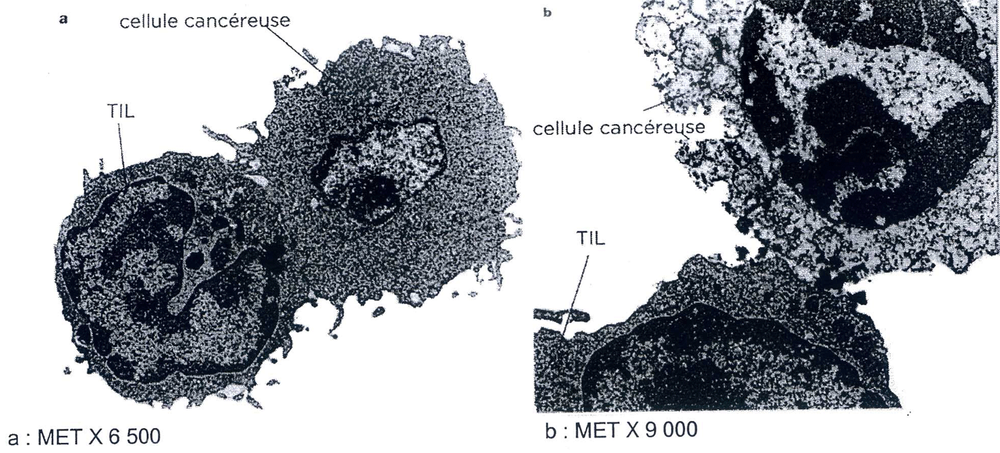 a
cellule cancéreuse
TIL
a : MET X 6 500
b
cellule cancéreuse
TIL
b : MET X 9 000